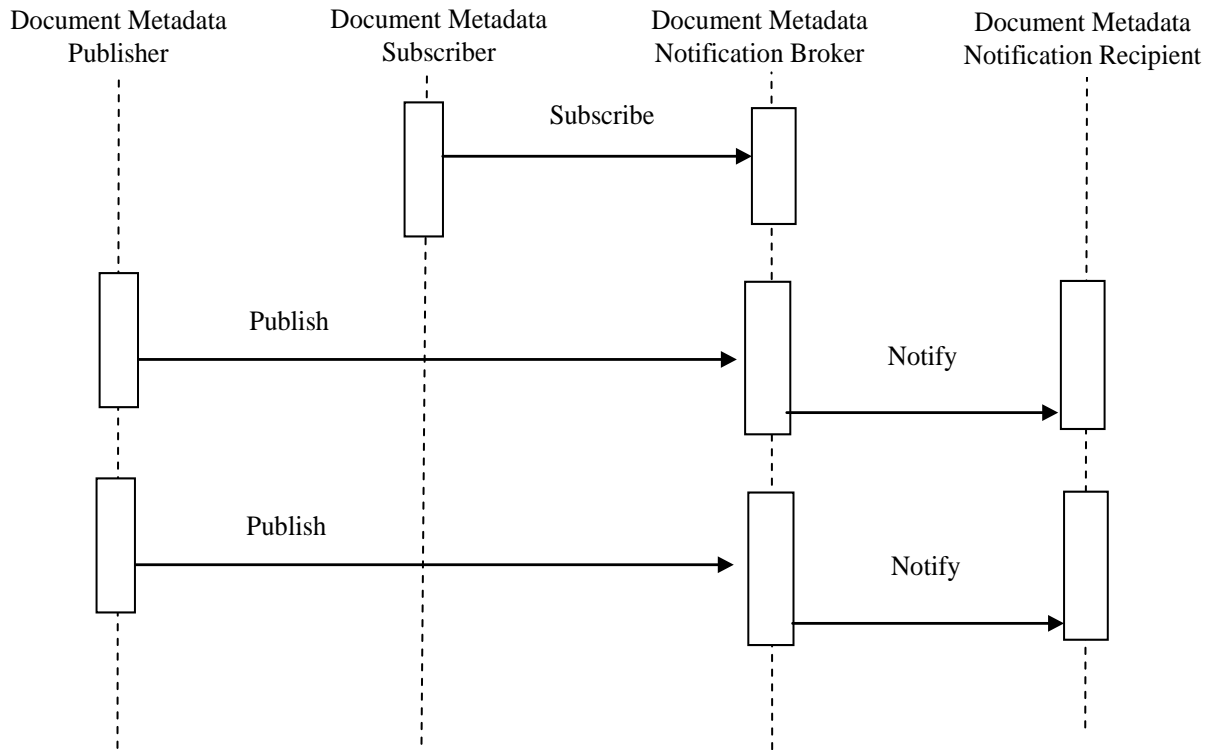 Document Metadata
Publisher
Document Metadata
Subscriber
Document Metadata
Notification Broker
Document Metadata
Notification Recipient
Subscribe
Publish
Notify
Publish
Notify